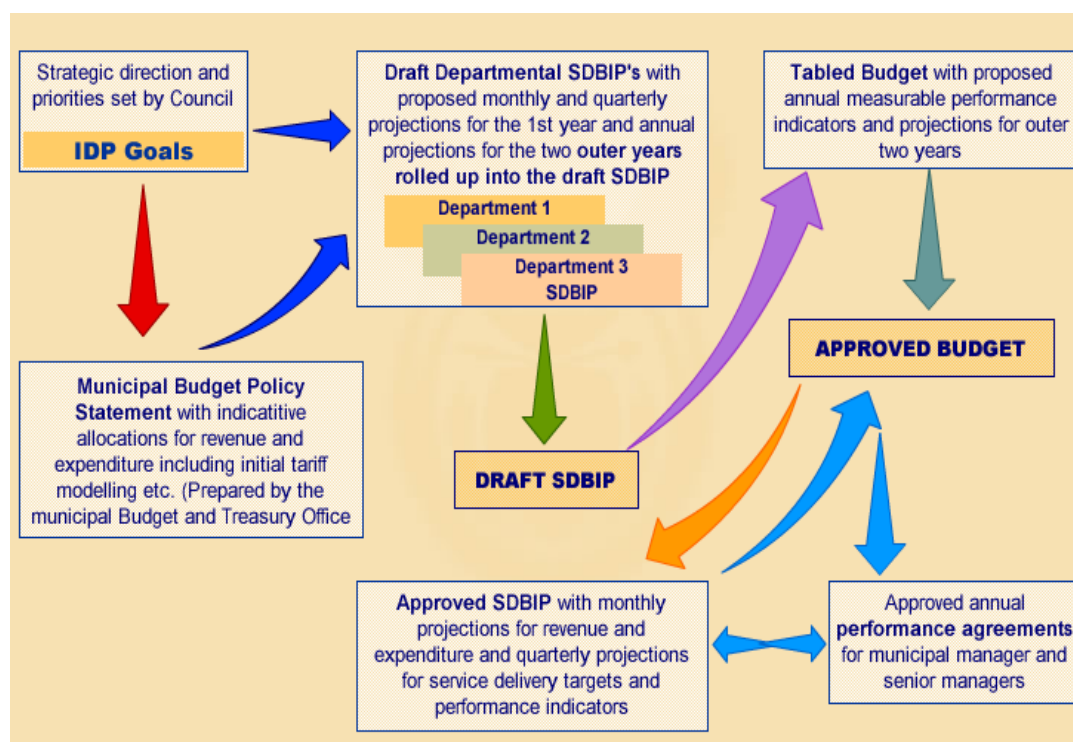 Strategic direction and
priorities set by Council
IDP Goals
Draft Departmental SDBIP's with
proposed monthly and quarterly
projections for the 1st year and annual
projections for the two outer years
rolled up into the draft SDBIP
Department 1
Department 2
Department 3
SDBIP
Tabled Budget with proposed
annual measurable performance
indicators and projections for outer
two years
Municipal Budget Policy
Statement with indicatitive
allocations for revenue and
expenditure including initial tariff
modelling etc. (Prepared by the
municipal Budget and Treasury Office
DRAFT SDBIP
APPROVED BUDGET
Approved SDBIP with monthly
projections for revenue and
expenditure and quarterly projections
for service delivery targets and
performance indicators
Approved annual
performance agreements
for municipal manager and
senior managers